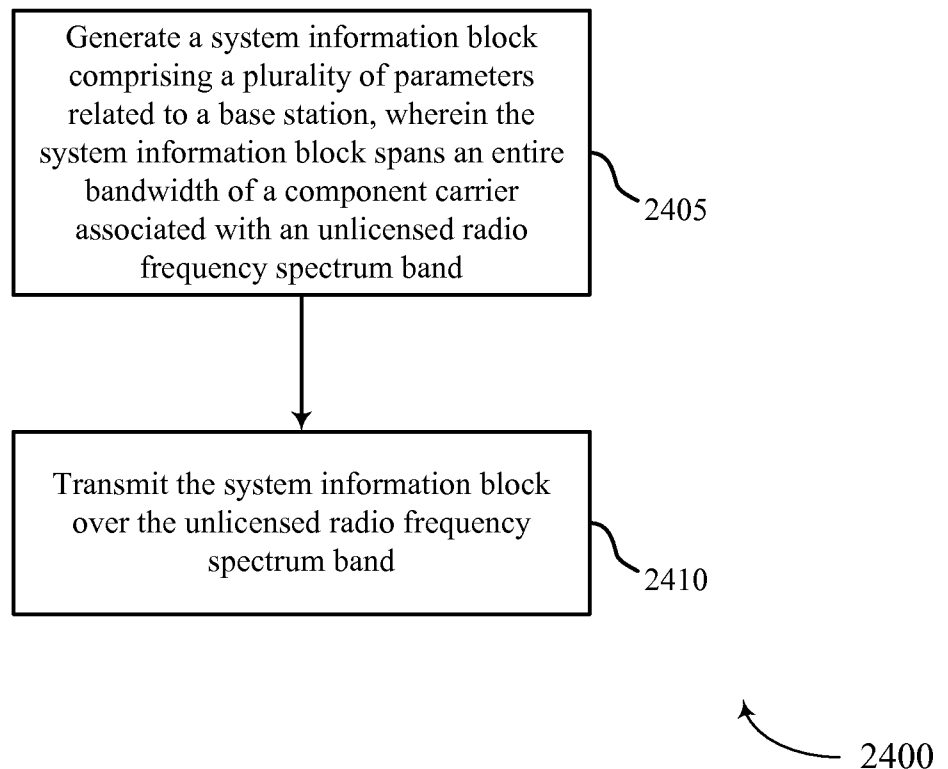 Generate a system information block
comprising a plurality of parameters
related to a base station, wherein the
system information block spans an entire
bandwidth of a component carrier
associated with an unlicensed radio
frequency spectrum band
2405
Transmit the system information block
over the unlicensed radio frequency
spectrum band
2410
2400